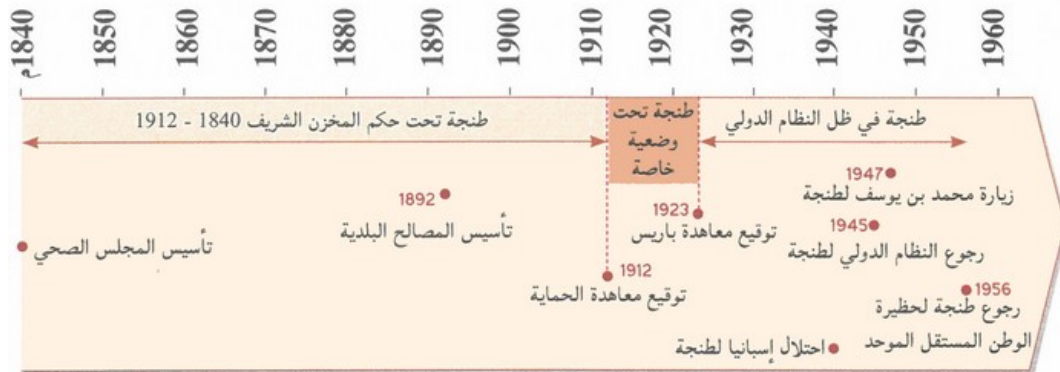 1840 م
1850
1860
1870
1880
1890
1900
1910
1920
1930
1940
1950
1960
طنجة تحت حكم المخزن الشريف 1840 - 1912
طنجة تحت
وضعية
خاصة
طنجة في ظل النظام الدولي
تأسيس المجلس الصحي
1892
تأسيس المصالح البلدية
1912
توقيع معاهدة الحماية
1923
توقيع معاهدة باريس
احتلال إسبانيا لطنجة
1945
رجوع النظام الدولي لطنجة
1947
زيارة محمد بن يوسف لطنجة
1956
رجوع طنجة لحظيرة
الوطن المستقل الموحد